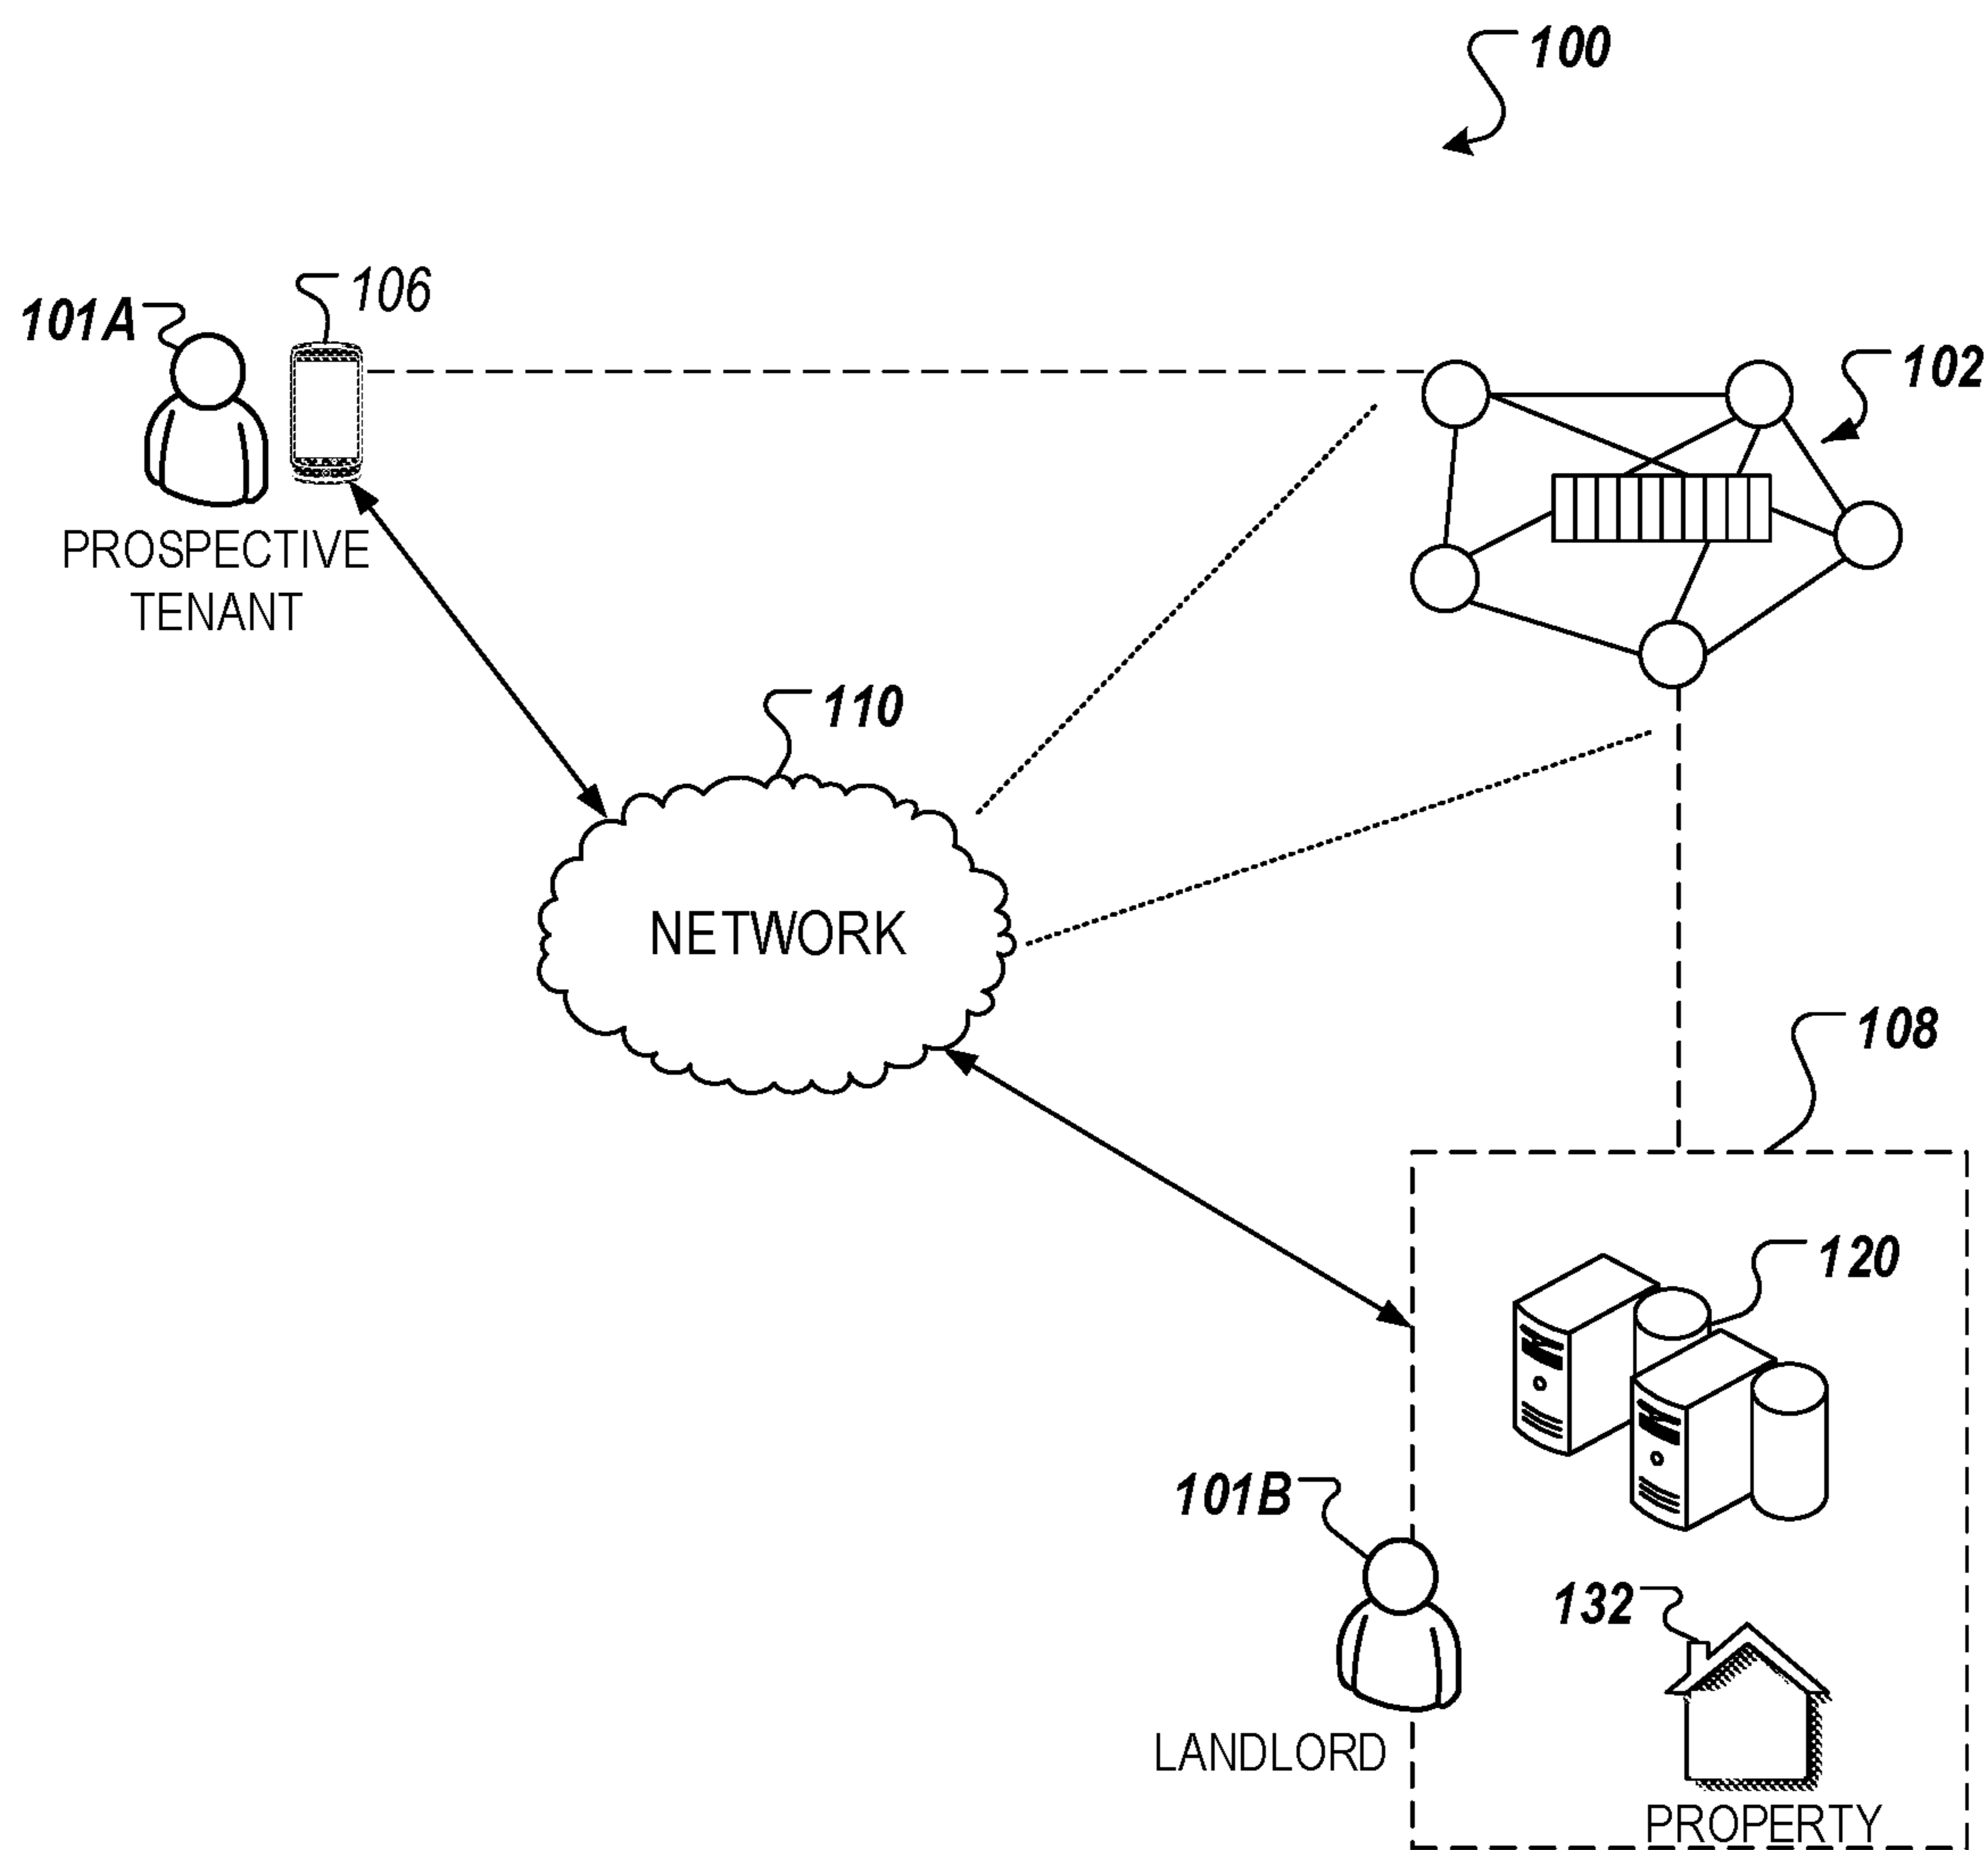 100
106
101A
102
PROSPECTIVE
TENANT
110
NETWORK
108
120
101B
132
LANDLORD
PROPERTY